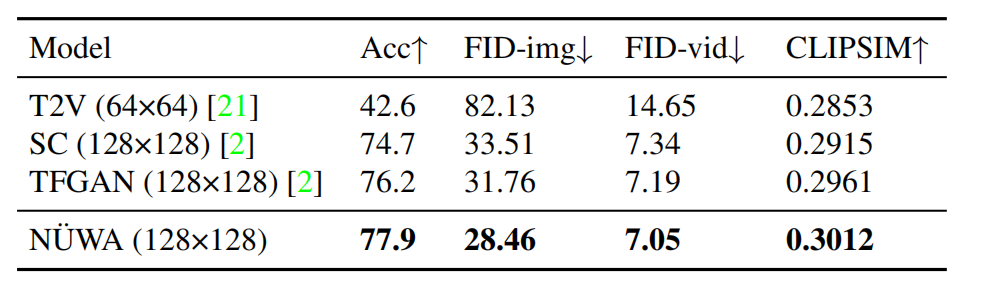 Model Acc↑ FID-img↓ FID-vid↓ CLIPSIM↑
T2V (64×64) [21] 42.6 82.13 14.65 0.2853
SC (128×128) [2] 74.7 33.51 7.34 0.2915
TFGAN (128×128) [2] 76.2 31.76 7.19 0.2961
NÜWA (128×128) 77.9 28.46 7.05 0.3012